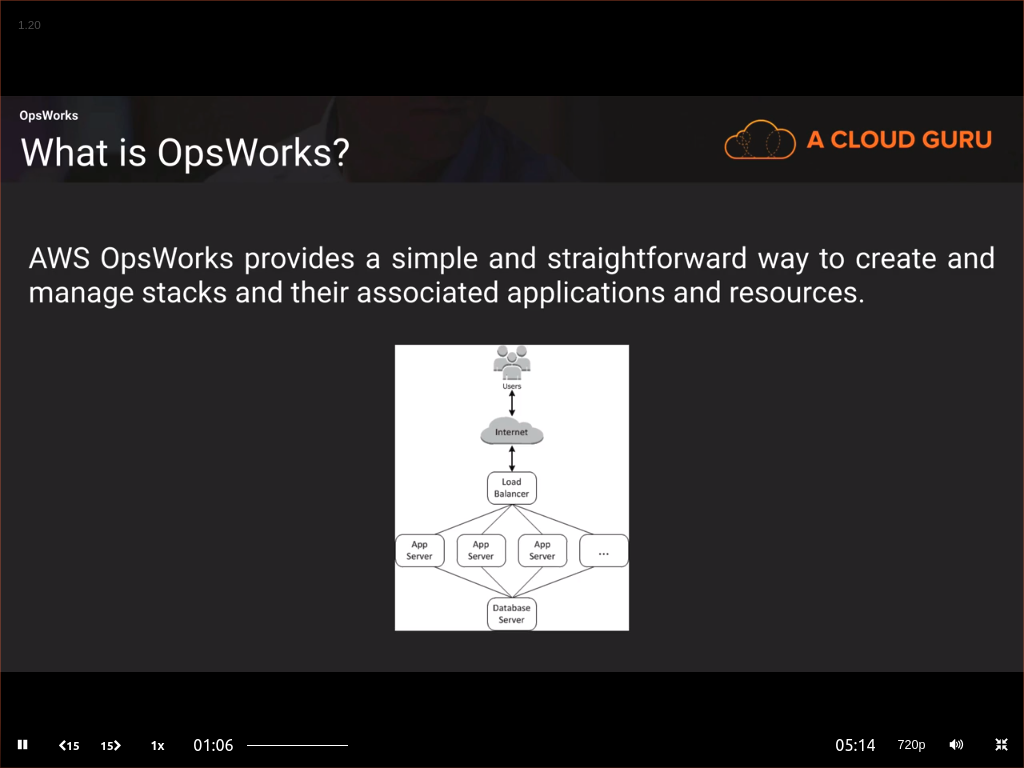 1.20
OpsWorks
What is OpsWorks?
A CLOUD GURU
AWS OpsWorks provides a simple and straightforward way to create and
manage stacks and their associated applications and resources.
Users
Internet
Load
Balancer
App
Server
App
Server
App
Server
...
Database
Server
15
15
1x
01:06
05:14
720p